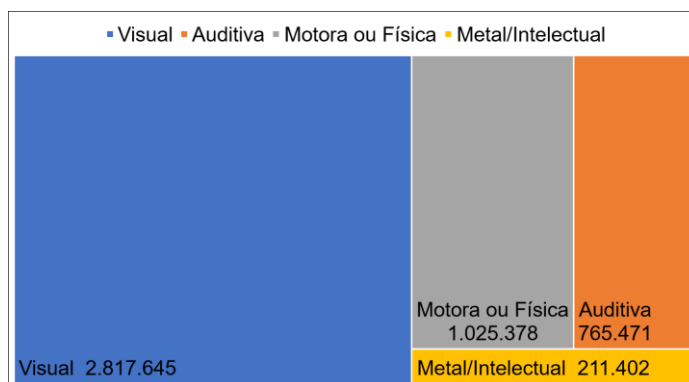 Visual Auditiva Motora ou Física Metal/Intelectual
Motora ou Física
1.025.378
Auditiva
765.471
Visual 2.817.645
Metal/Intelectual 211.402